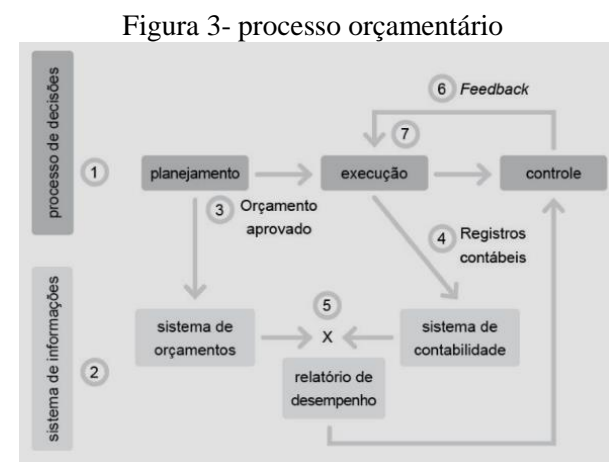 Figura 3- processo orçamentário
processo de decisões
1
6 Feedback
7
planejamento
execução
controle
3 Orçamento
aprovado
4 Registros
contábeis
sistema de informações
2
5
sistema de
orçamentos
X
sistema de
contabilidade
relatório de
desempenho